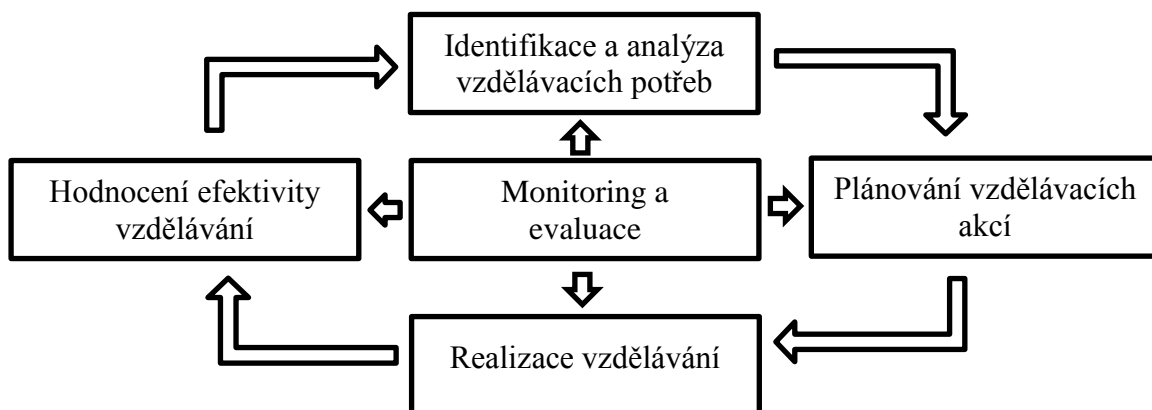 Identifikace a analýza
vzdělávacích potřeb
Hodnocení efektivity
vzdělávání
Monitoring a
evaluace
Plánování vzdělávacích
akcí
Realizace vzdělávání